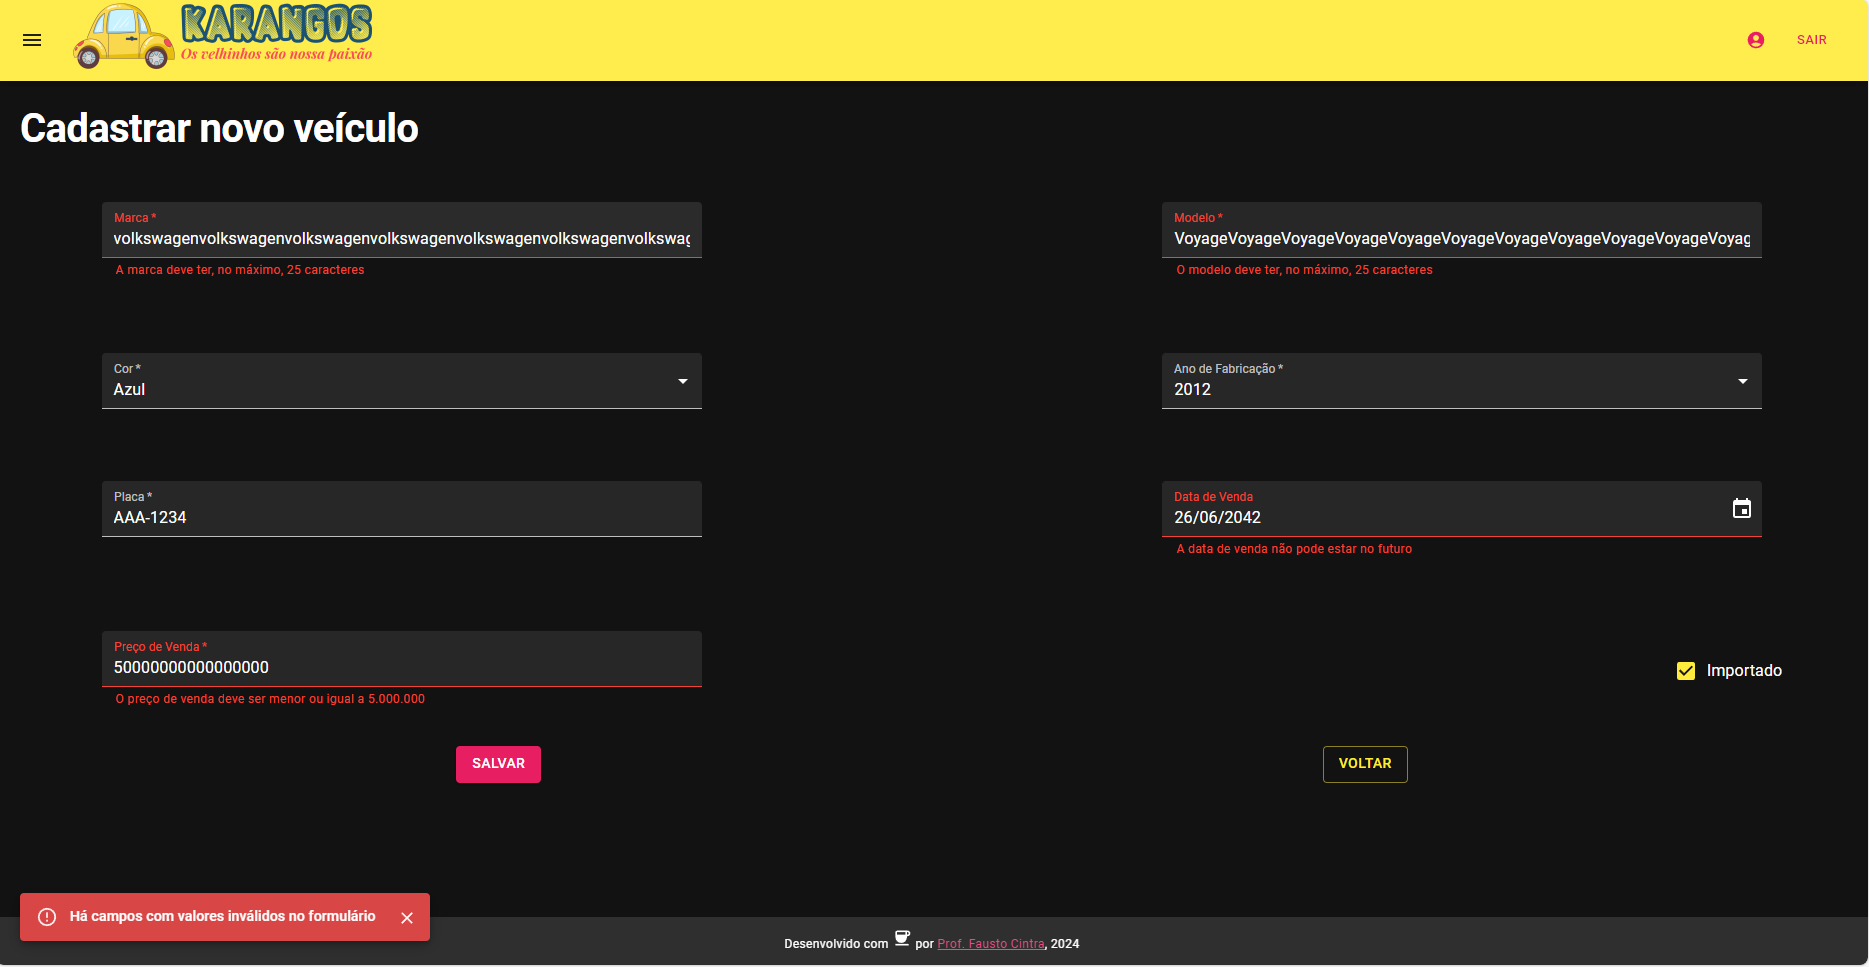 KARANGOS
Os velhinhos são nossa paixão
SAIR
Cadastrar novo veículo
Marca *
volkswagenvolkswagenvolkswagenvolkswagenvolkswagenvolkswagenvolkswag
A marca deve ter, no máximo, 25 caracteres
Modelo *
VoyageVoyageVoyageVoyageVoyageVoyageVoyageVoyageVoyageVoyageVoyag
O modelo deve ter, no máximo, 25 caracteres
Cor *
Azul
Ano de Fabricação *
2012
Placa *
AAA-1234
Data de Venda
26/06/2042
A data de venda não pode estar no futuro
Preço de Venda *
50000000000000000
O preço de venda deve ser menor ou igual a 5.000.000
Importado
SALVAR
VOLTAR
Há campos com valores inválidos no formulário
Desenvolvido com por Prof. Fausto Cintra, 2024